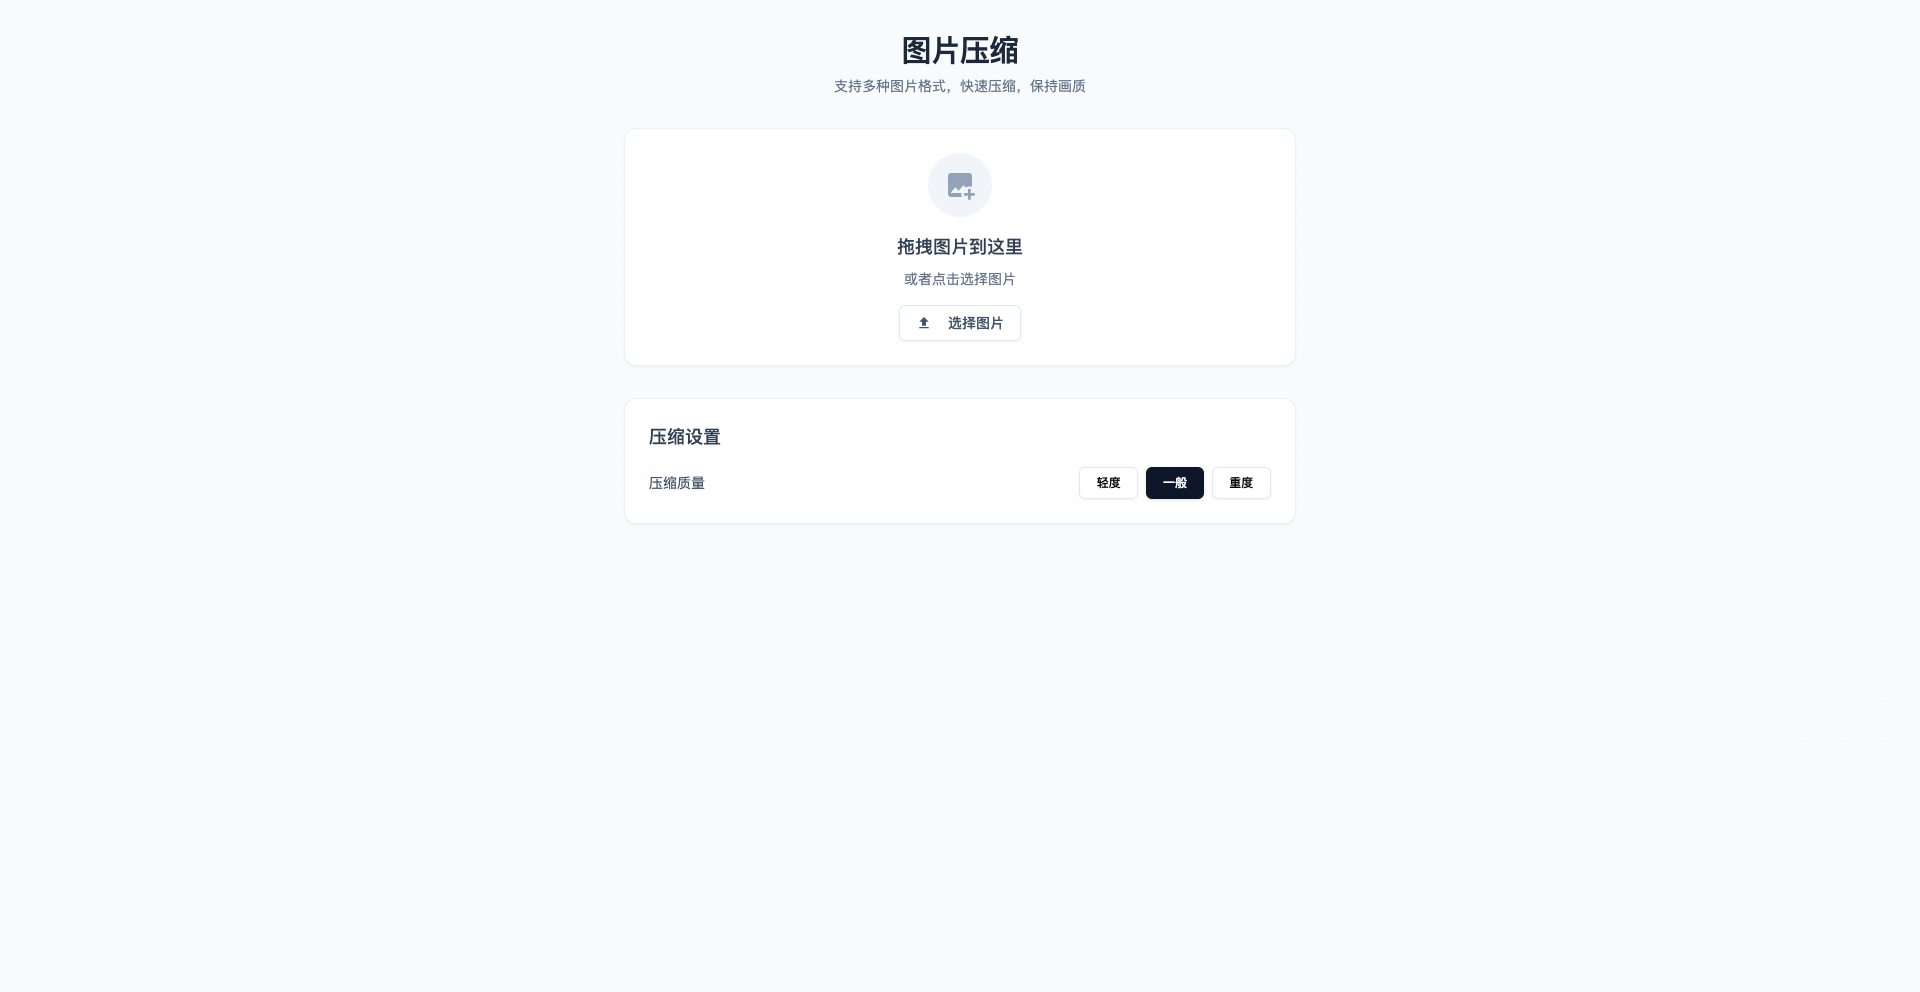 图片压缩
支持多种图片格式，快速压缩，保持画质
拖拽图片到这里
或者点击选择图片
选择图片
压缩设置
压缩质量
轻度
一般
重度